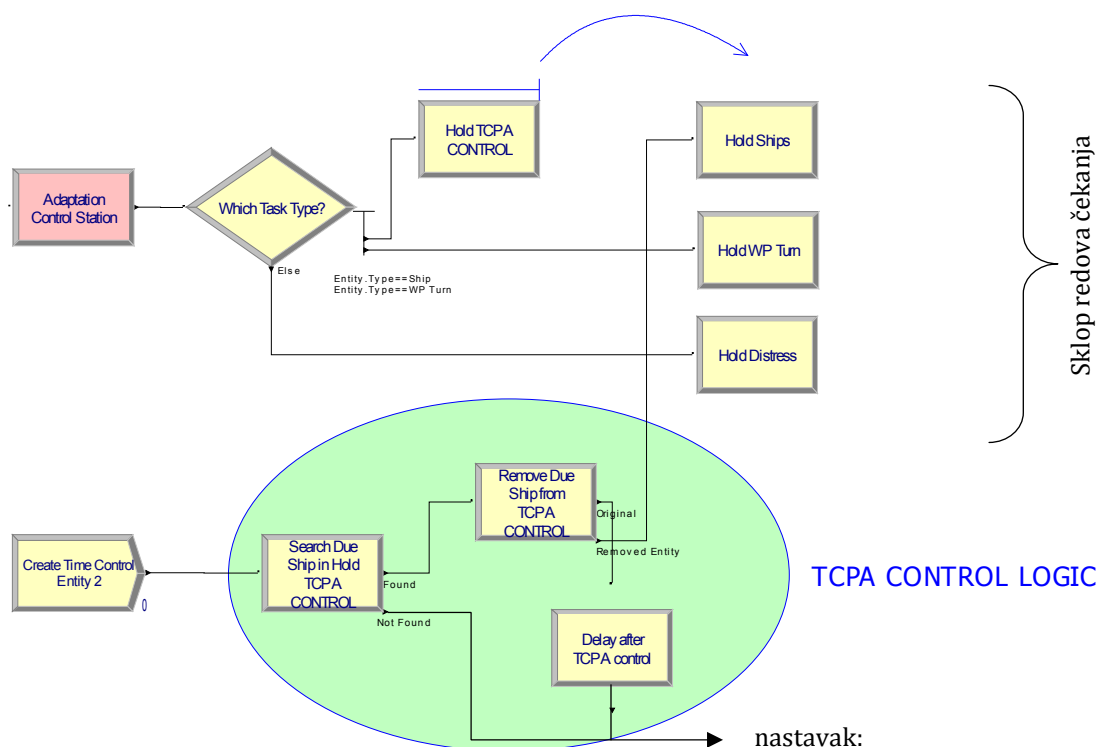 Hold TCPA
CONTROL
Hold Ships
Adaptation
Control Station
Which Task Type?
Hold WP Turn
Else
Entity.Type==Ship
Entity.Type==WP Turn
Hold Distress
Sklop redova čekanja
Remove Due
Ship from
TCPA
CONTROL
Original
Removed Entity
Create Time Control
Entity 2
0
Search Due
Ship in Hold
TCPA
CONTROL
Found
Not Found
TCPA CONTROL LOGIC
Delay after
TCPA control
nastavak: